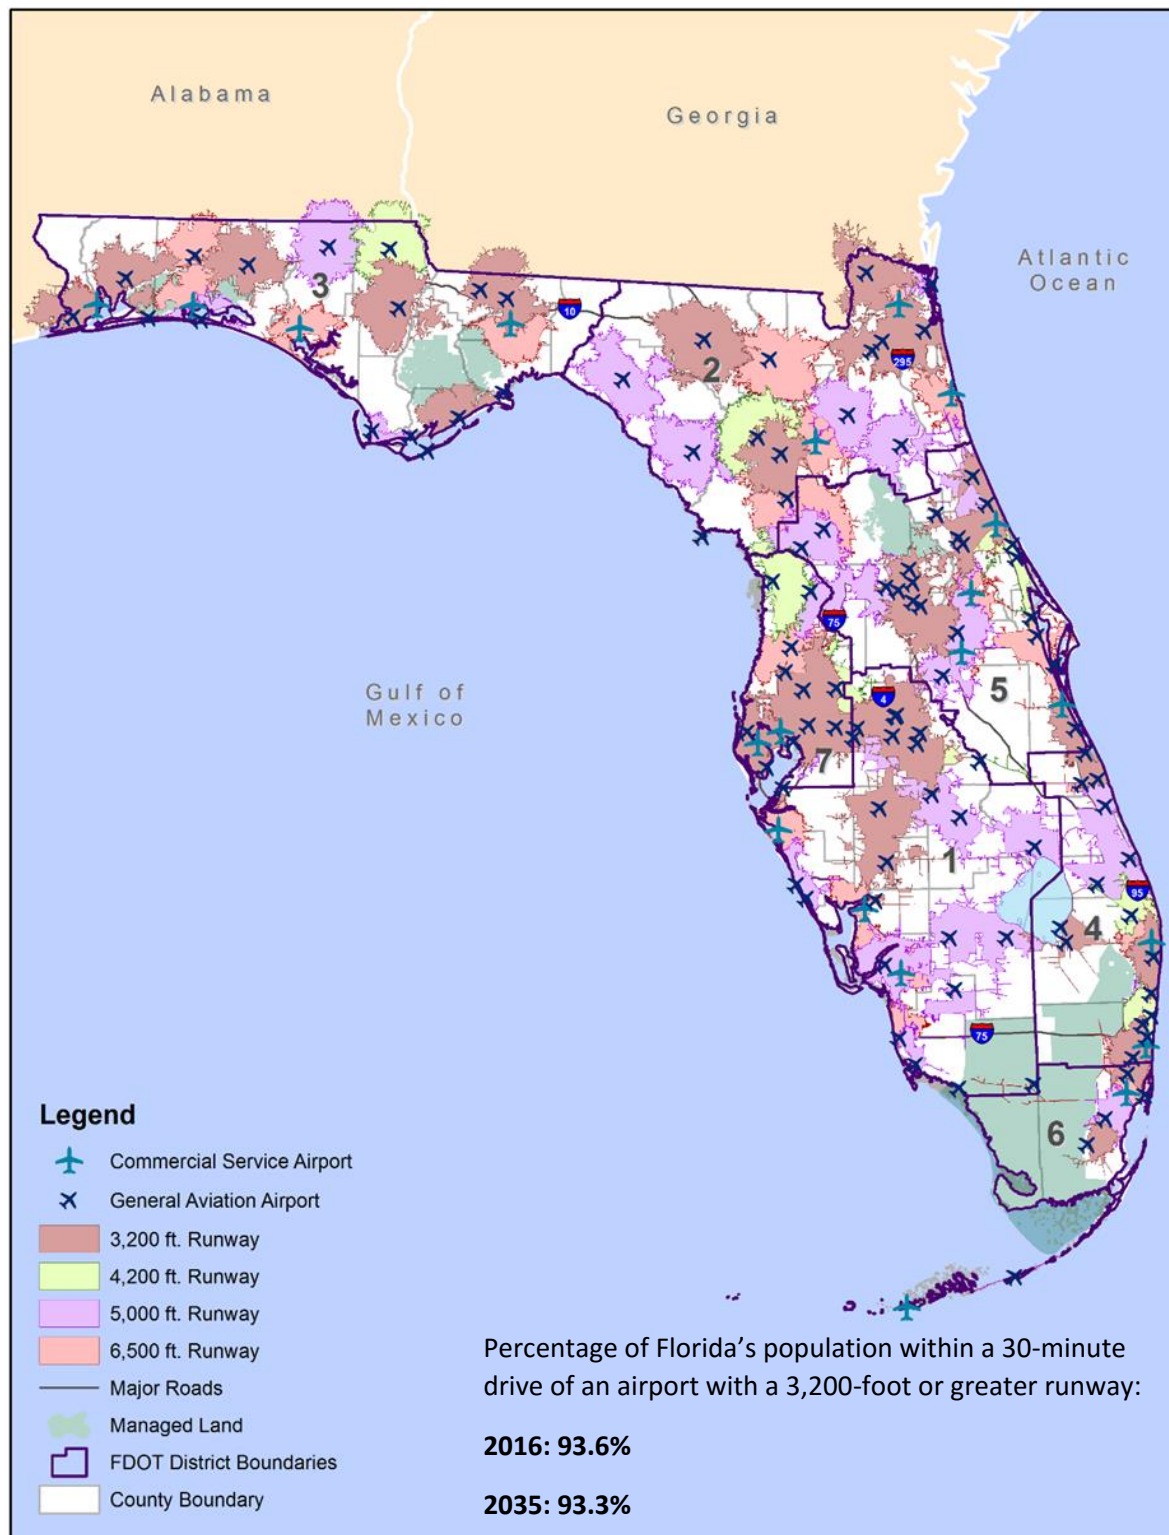 Alabama
Georgia
Atlantic
Ocean
3
10
2
295
75
Gulf of
Mexico
4
5
7
1
95
4
75
6
Legend
Commercial Service Airport
General Aviation Airport
3,200 ft. Runway
4,200 ft. Runway
5,000 ft. Runway
6,500 ft. Runway
Major Roads
Managed Land
FDOT District Boundaries
County Boundary
Percentage of Florida’s population within a 30-minute
drive of an airport with a 3,200-foot or greater runway:
2016: 93.6%
2035: 93.3%